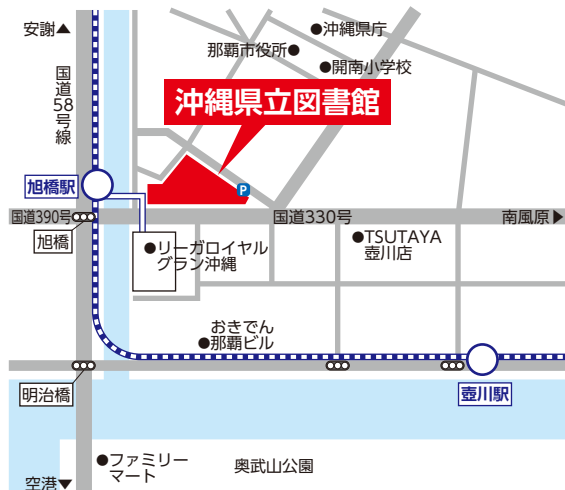 安謝▲
●沖縄県庁
那覇市役所●
●開南小学校
国道58号線
沖縄県立図書館
旭橋駅
P
国道390号
国道330号
南風原▶
旭橋
●リーガロイヤル
グラン沖縄
●TSUTAYA
壺川店
おきでん
●那覇ビル
明治橋
壺川駅
●ファミリー
マート
奥武山公園
空港▼